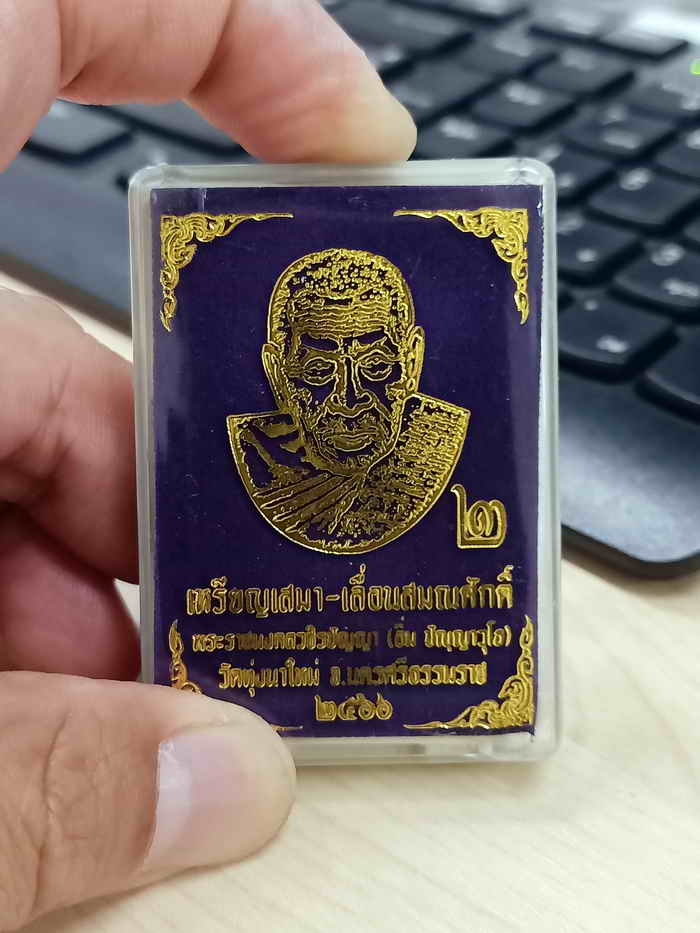 ๒
เหรียญเสมา-เลื่อนสมณศักดิ์
พระราชมงคลวชิรปัญญา (อิ่ม ปัญญาวุโธ)
วัดทุ่งนาใหม่ จ.นครศรีธรรมราช
๒๕๖๖